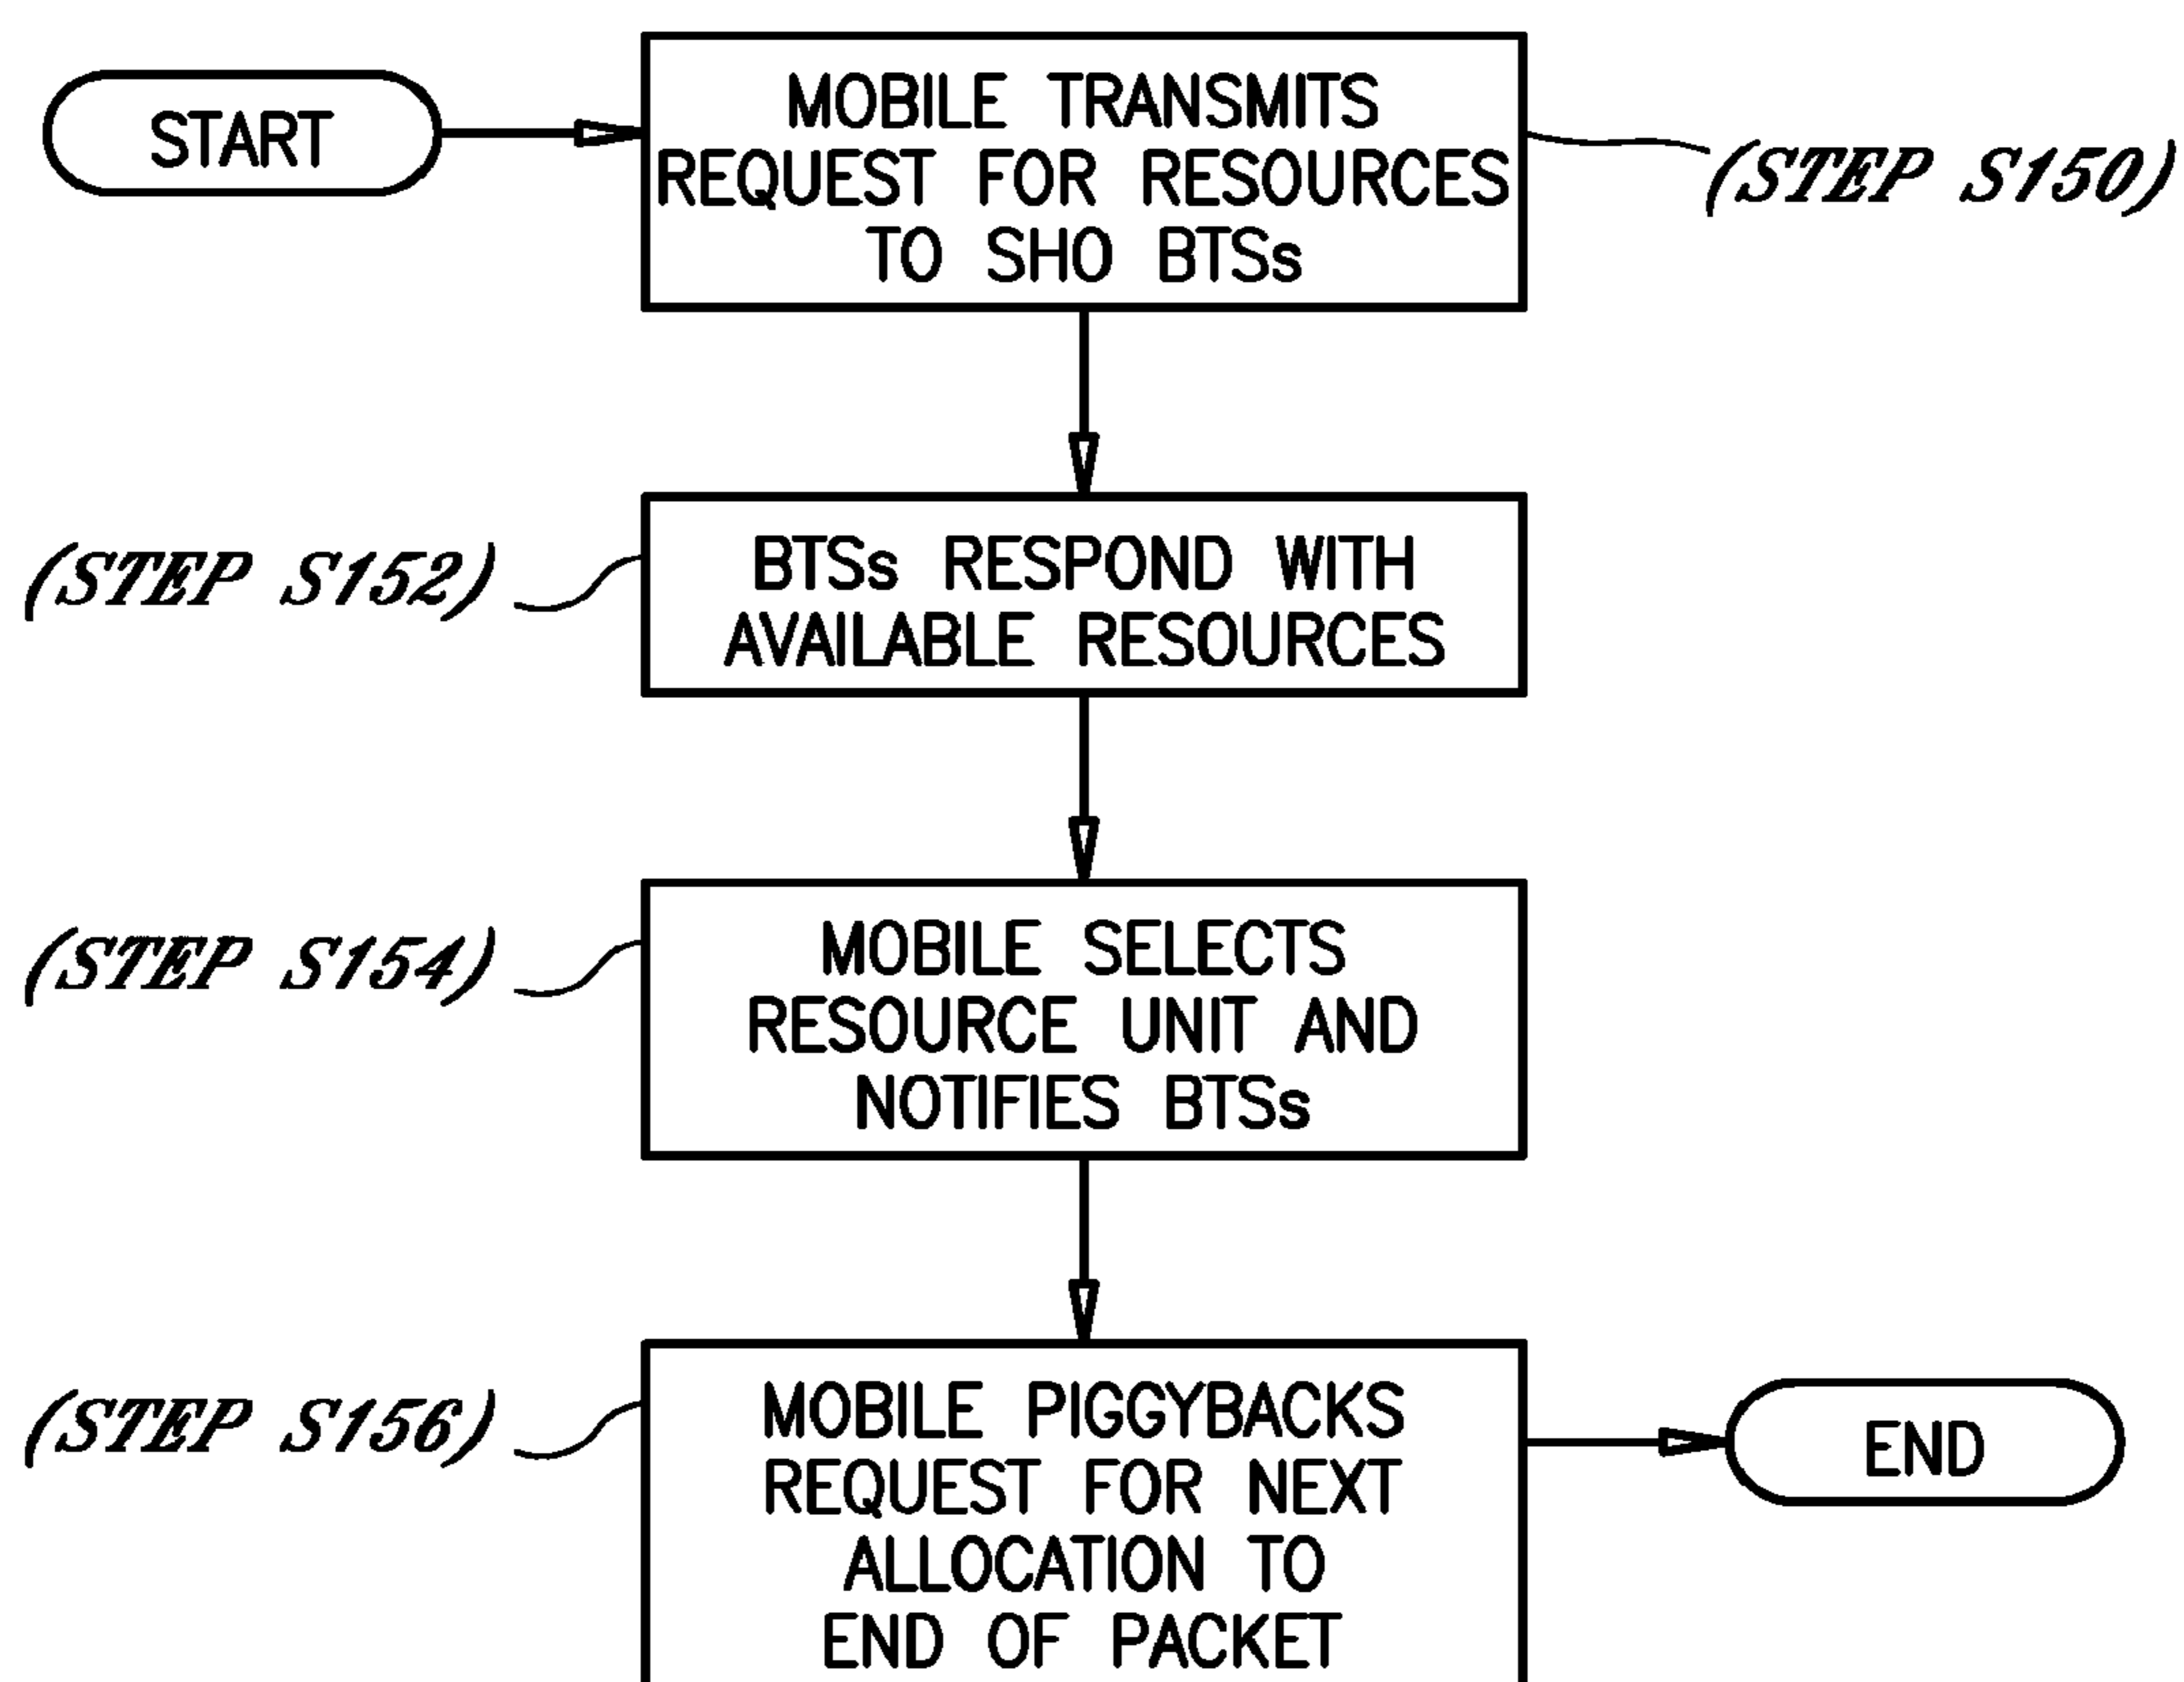 START
MOBILE TRANSMITS
REQUEST FOR RESOURCES
TO SHO BTSs
(STEP S150)
(STEP S152)
BTSs RESPOND WITH
AVAILABLE RESOURCES
(STEP S154)
MOBILE SELECTS
RESOURCE UNIT AND
NOTIFIES BTSs
(STEP S156)
MOBILE PIGGYBACKS
REQUEST FOR NEXT
ALLOCATION TO
END OF PACKET
END